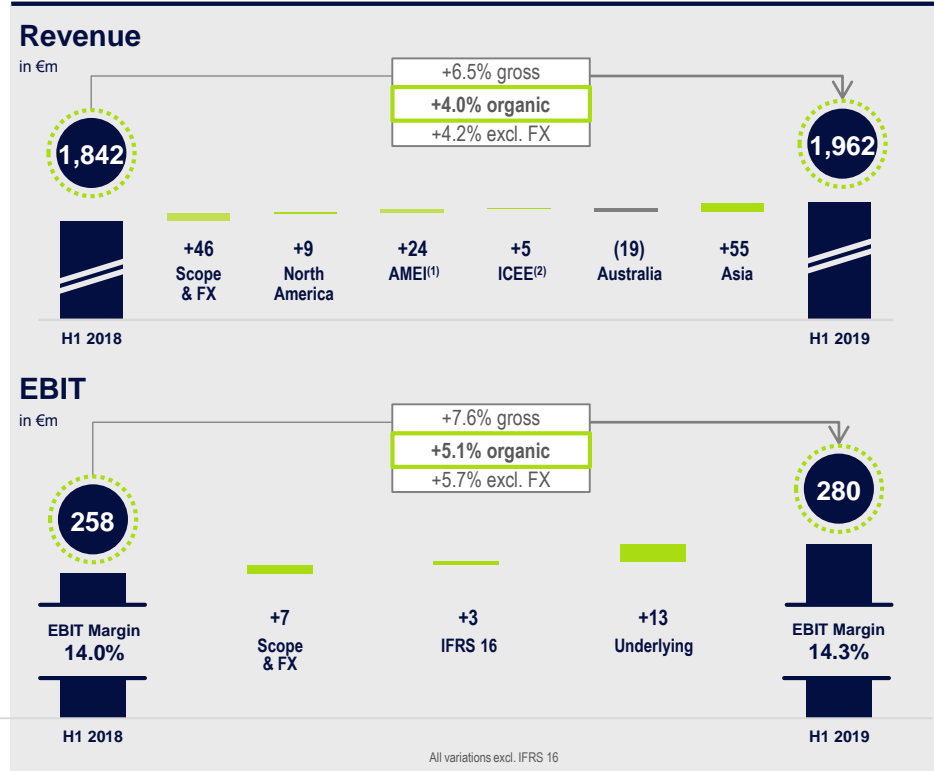 Revenue
in €m
+6.5% gross
+4.0% organic
+4.2% excl. FX
1,842
1,962
+46
Scope
& FX
+9
North
America
+24
AMEI(1)
+5
ICEE(2)
(19)
Australia
+55
Asia
H1 2018
H1 2019
EBIT
in €m
+7.6% gross
+5.1% organic
+5.7% excl. FX
258
280
EBIT Margin
14.0%
+7
Scope
& FX
+3
IFRS 16
+13
Underlying
EBIT Margin
14.3%
H1 2018
H1 2019
All variations excl. IFRS 16